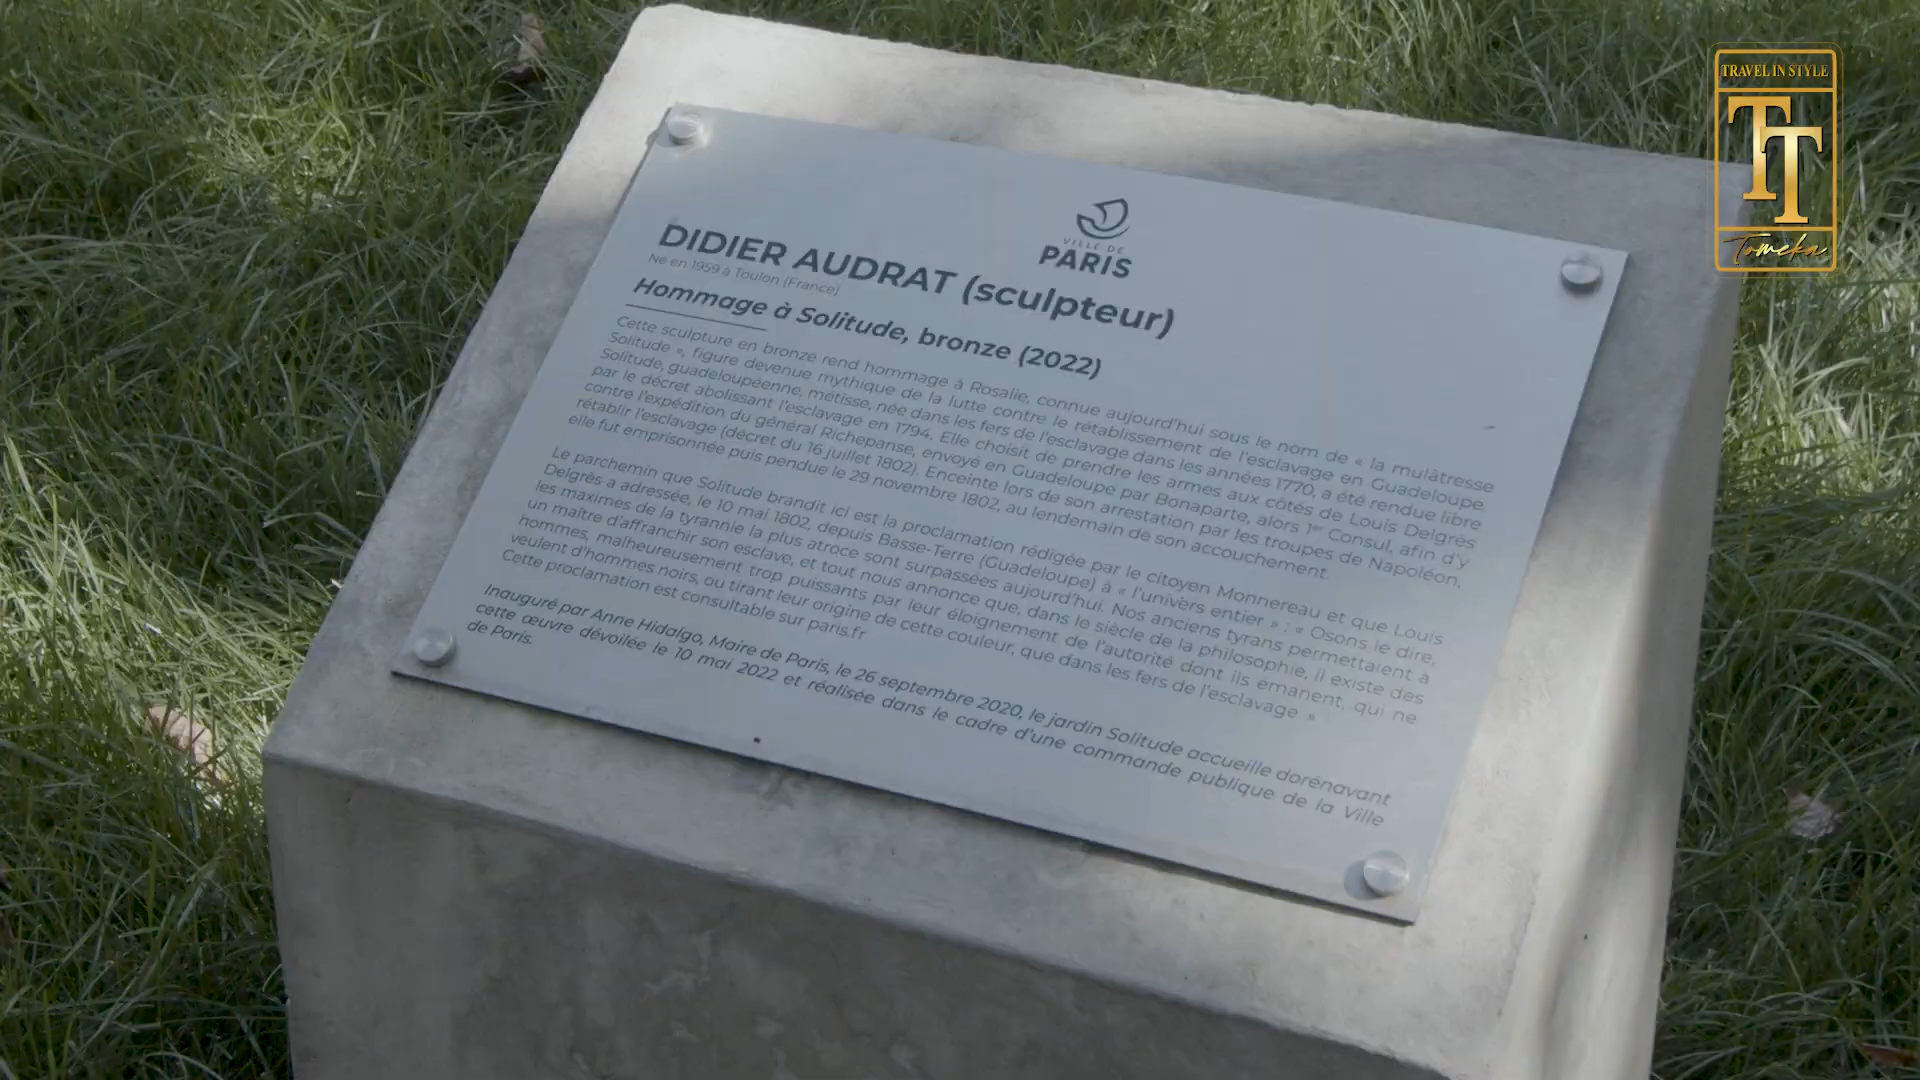 VILLE DE
PARIS
DIDIER AUDRAT (sculpteur)
Né en 1959 à Toulon (France)
Hommage à Solitude, bronze (2022)
Cette sculpture en bronze rend hommage à Rosalie, connue aujourd'hui sous le nom de « la mulâtresse
Solitude », figure devenue mythique de la lutte contre le rétablissement de l'esclavage en Guadeloupe.
Solitude, guadeloupéenne, métisse, née dans les fers de l'esclavage dans les années 1770, a été rendue libre
par le décret abolissant l'esclavage en 1794. Elle choisit de prendre les armes aux côtés de Louis Delgrès
contre l'expédition du général Richepanse, envoyé en Guadeloupe par Bonaparte, alors 1er Consul, afin d'y
rétablir l'esclavage (décret du 16 juillet 1802). Enceinte lors de son arrestation par les troupes de Napoléon,
elle fut emprisonnée puis pendue le 29 novembre 1802, au lendemain de son accouchement.
Le parchemin que Solitude brandit ici est la proclamation rédigée par le citoyen Monnereau et que Louis
Delgrès a adressée, le 10 mai 1802, depuis Basse-Terre (Guadeloupe) à « l'univers entier » : « Osons le dire,
les maximes de la tyrannie la plus atroce sont surpassées aujourd'hui. Nos anciens tyrans permettaient à
un maître d'affranchir son esclave, et tout nous annonce que, dans le siècle de la philosophie, il existe des
hommes, malheureusement trop puissants par leur éloignement de l'autorité dont ils émanent, qui ne
veulent d'hommes noirs, ou tirant leur origine de cette couleur, que dans les fers de l'esclavage »
Cette proclamation est consultable sur paris.fr
Inauguré par Anne Hidalgo, Maire de Paris, le 26 septembre 2020, le jardin Solitude accueille dorénavant
cette œuvre dévoilée le 10 mai 2022 et réalisée dans le cadre d'une commande publique de la Ville
de Paris.
TRAVEL IN STYLE
TT
Tomeka